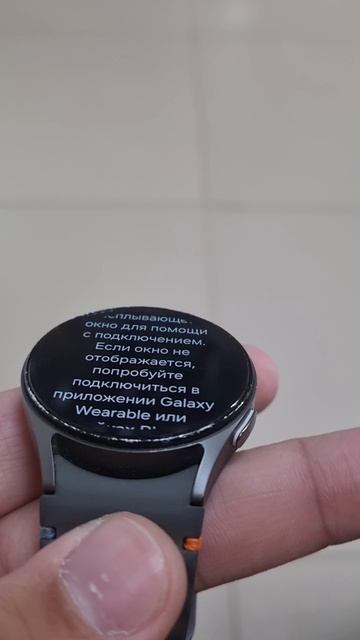 окно для помощи
с подключением.
Если окно не
отображается,
попробуйте
подключиться в
приложении Galaxy
Wearable или